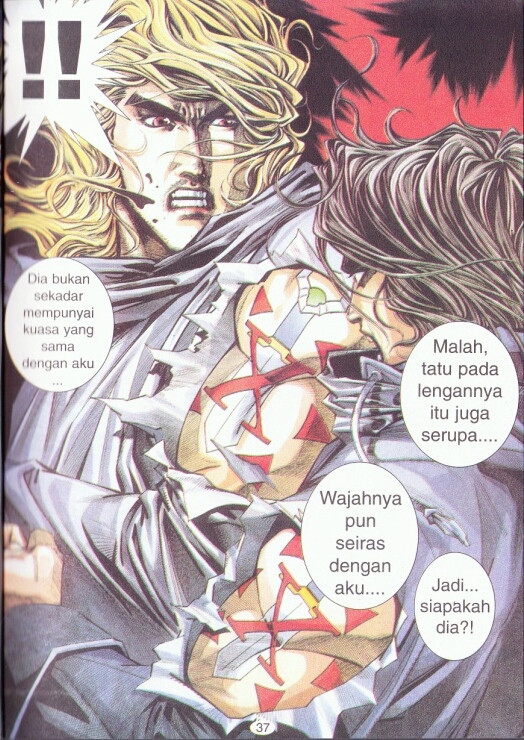 !!
Dia bukan
sekadar
mempunyai
kuasa yang
sama
dengan aku
...
Malah,
tatu pada
lengannya
itu juga
serupa....
Wajahnya
pun
seiras
dengan
aku....
Jadi...
siapakah
dia?!
37